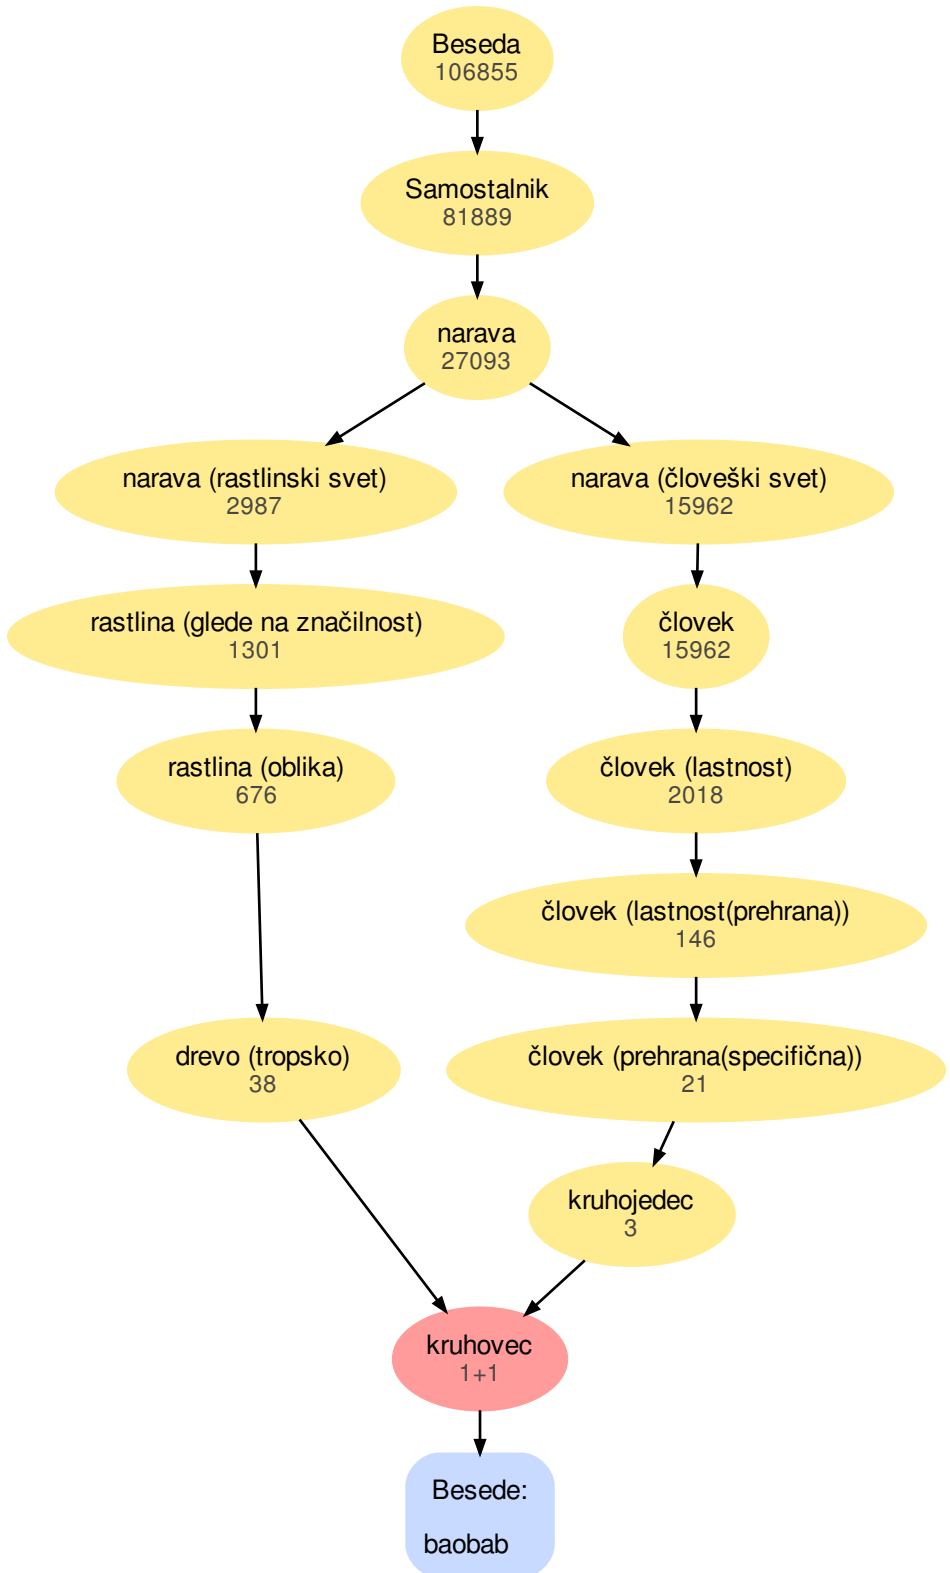 Beseda
106855
Samostalnik
81889
narava
27093
narava (rastlinski svet)
2987
narava (človeški svet)
15962
rastlina (glede na značilnost)
1301
človek
15962
rastlina (oblika)
676
človek (lastnost)
2018
človek (lastnost(prehrana))
146
drevo (tropsko)
38
človek (prehrana(specifična))
21
kruhojedec
3
kruhovec
1+1
Besede:
baobab